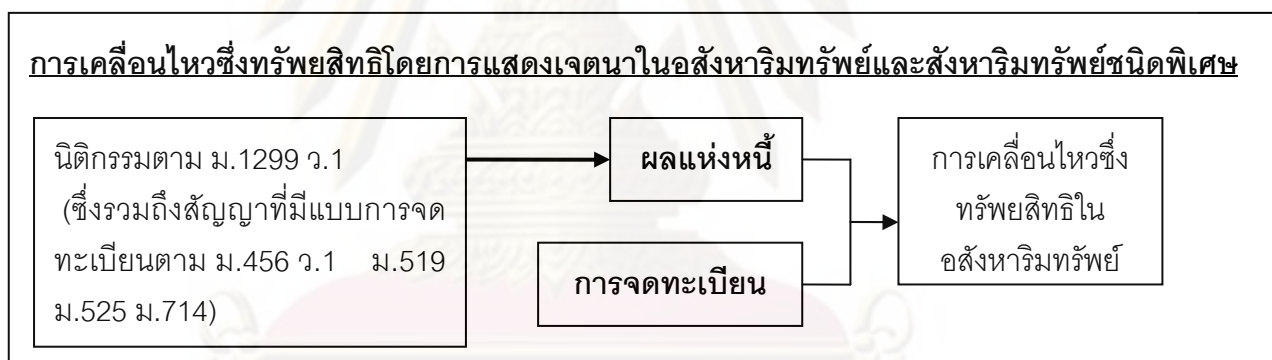 การเคลื่อนไหวซึ่งทรัพยสิทธิโดยการแสดงเจตนาในอสังหาริมทรัพย์และสังหาริมทรัพย์ชนิดพิเศษ
นิติกรรมตาม ม.1299 ว.1
(ซึ่งรวมถึงสัญญาที่มีแบบการจด
ทะเบียนตาม ม.456 ว.1 ม.519
ม.525 ม.714)
ผลแห่งหนี้
การจดทะเบียน
การเคลื่อนไหวซึ่ง
ทรัพยสิทธิใน
อสังหาริมทรัพย์